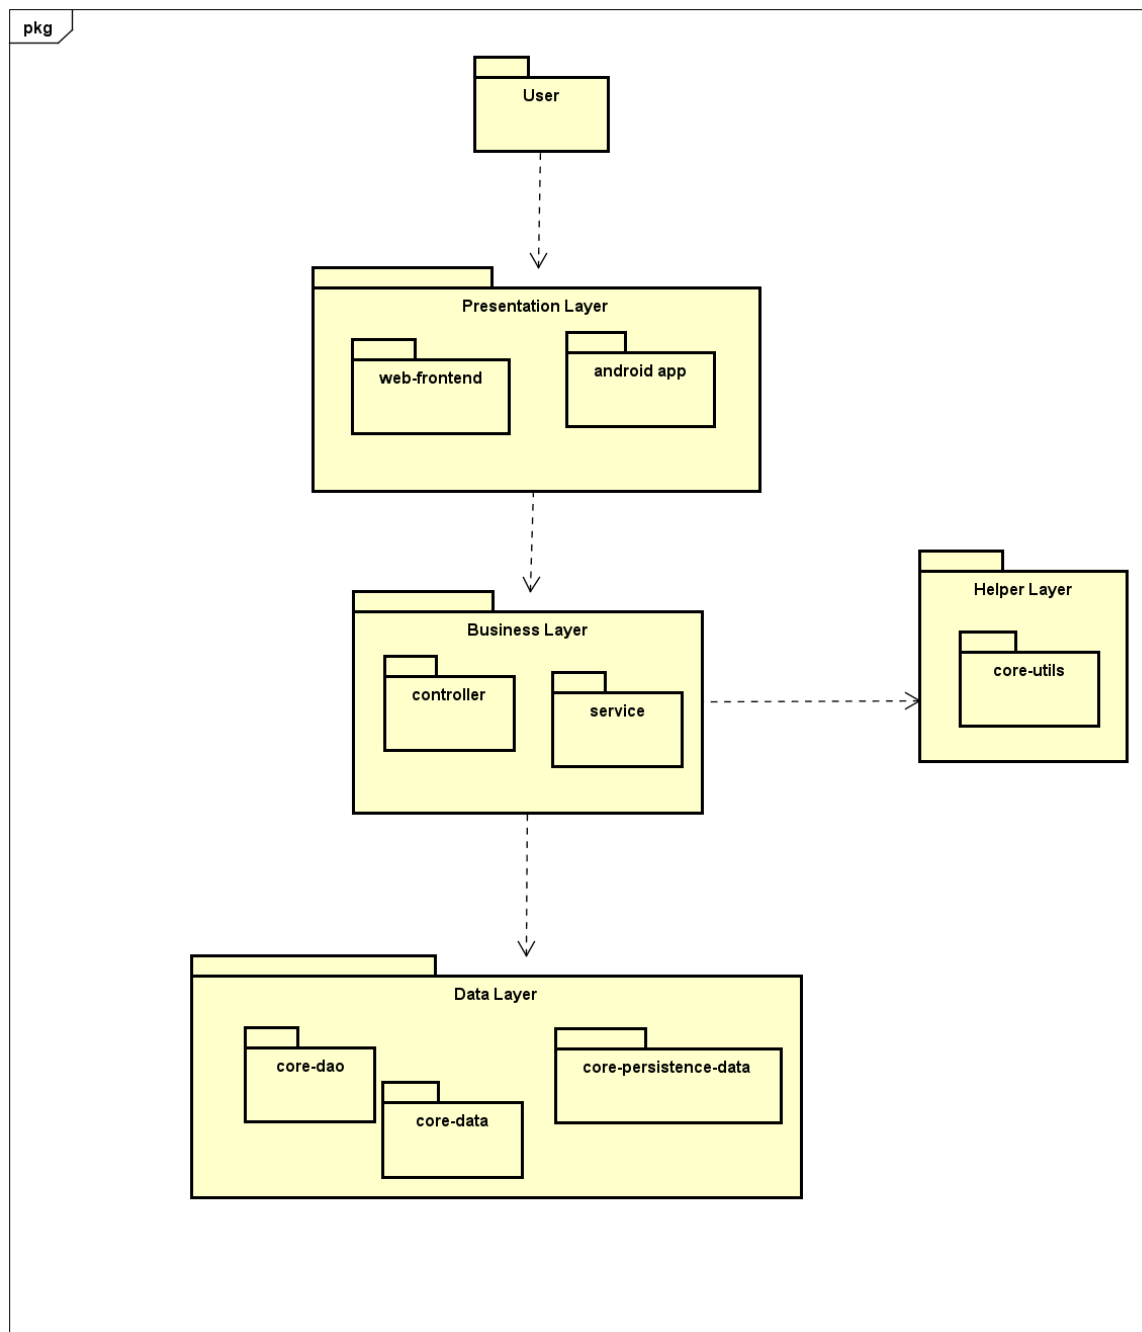 pkg
User
Presentation Layer
web-frontend
android app
Business Layer
controller
service
Helper Layer
core-utils
Data Layer
core-dao
core-data
core-persistence-data